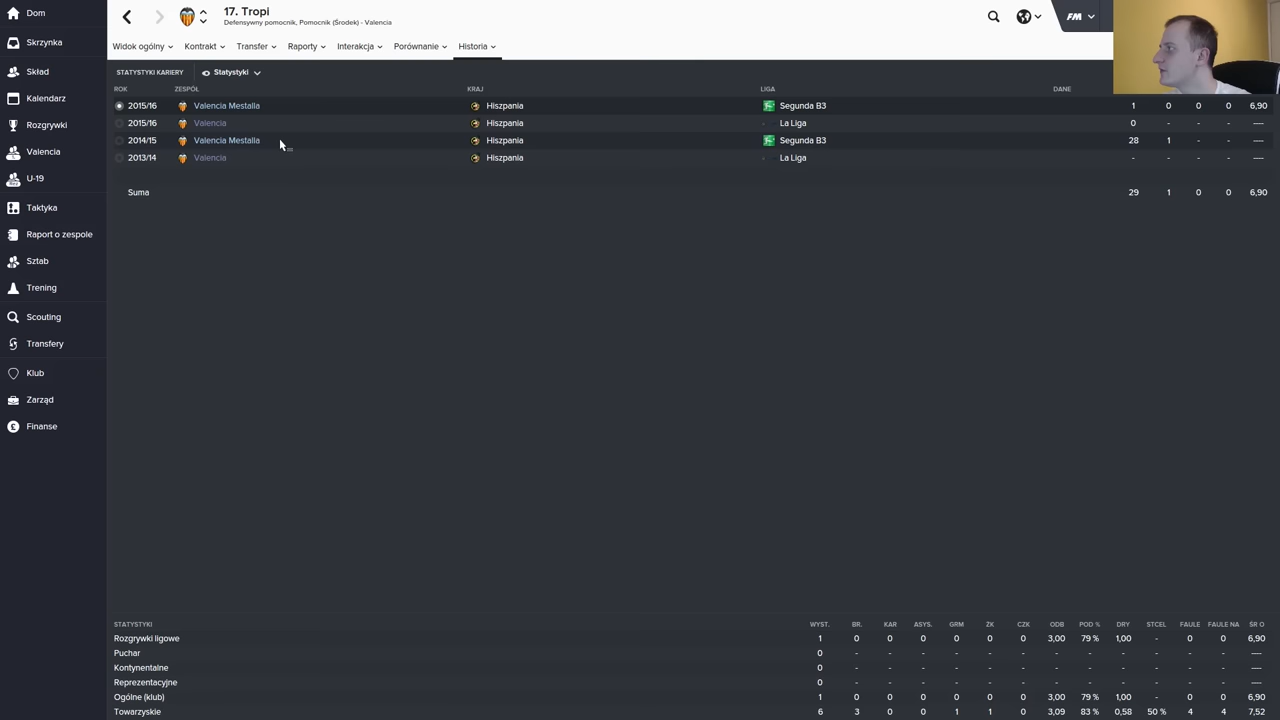 Dom
Skrzynka
Skład
Kalendarz
Rozgrywki
Valencia
U-19
Taktyka
Raport o zespole
Sztab
Trening
Scouting
Transfery
Klub
Zarząd
Finanse
17. Tropi
Defensywny pomocnik, Pomocnik (Środek) - Valencia
FM
Widok ogólny Kontrakt Transfer Raporty Interakcja Porównanie Historia
STATYSTYKI KARIERY Statystyki
ROK ZESPÓŁ KRAJ LIGA DANE
2015/16 Valencia Mestalla Hiszpania Segunda B3 1 0 0 0 6,90
2015/16 Valencia Hiszpania - La Liga 0 - - - ----
2014/15 Valencia Mestalla Hiszpania Segunda B3 28 1 - - ----
2013/14 Valencia Hiszpania - La Liga - - - - ----
Suma 29 1 0 0 6,90
STATYSTYKI WYST. BR. KAR ASYS. GRM ŻK CZK ODB POD % DRY STCEL FAULE FAULE NA ŚR O
Rozgrywki ligowe 1 0 0 0 0 0 0 3,00 79 % 1,00 - 0 0 6,90
Puchar 0 - - - - - - - - - - - - ----
Kontynentalne 0 - - - - - - - - - - - - ----
Reprezentacyjne 0 - - - - - - - - - - - - ----
Ogólne (klub) 1 0 0 0 0 0 0 3,00 79 % 1,00 - 0 0 6,90
Towarzyskie 6 3 0 0 1 1 0 3,09 83 % 0,58 50 % 4 4 7,52